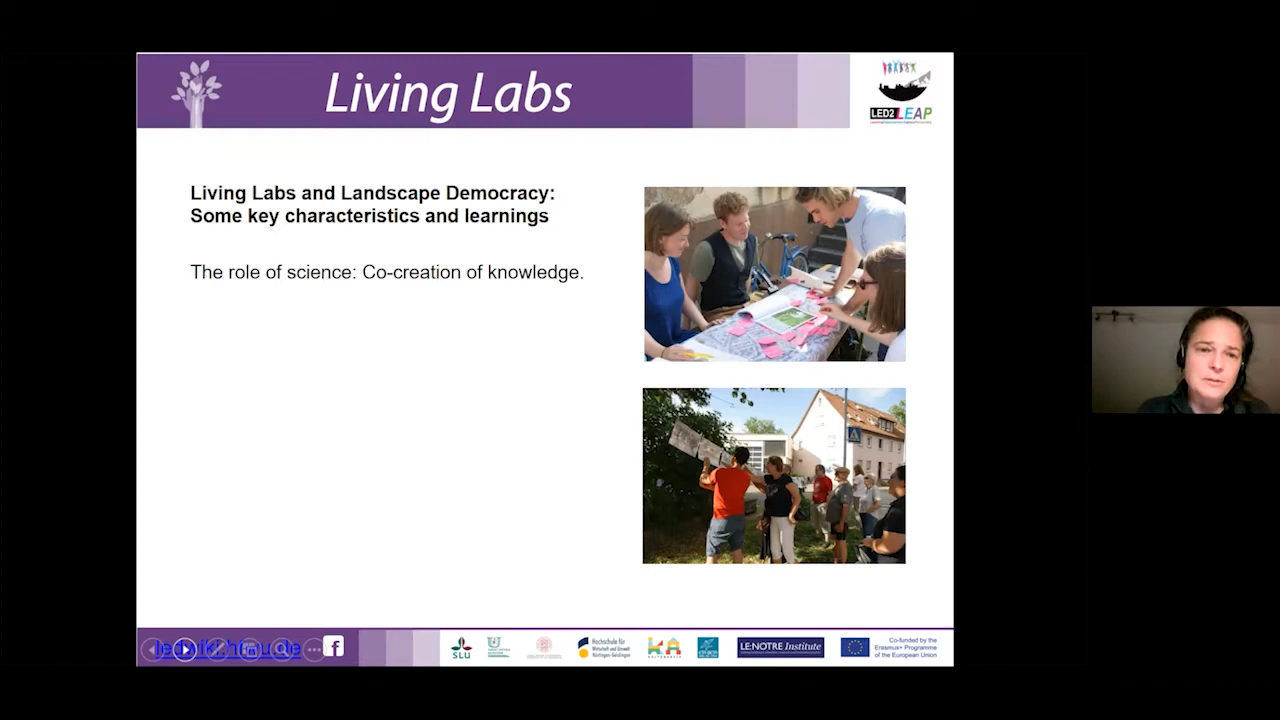 Living Labs
LED2LEAP
Living Labs and Landscape Democracy:
Some key characteristics and learnings
The role of science: Co-creation of knowledge.
SLU
Hochschule für
Wirtschaft und Umwelt
Nürtingen-Geislingen
LE:NOTRE Institute
Co-funded by the
Erasmus+ Programme
of the European Union